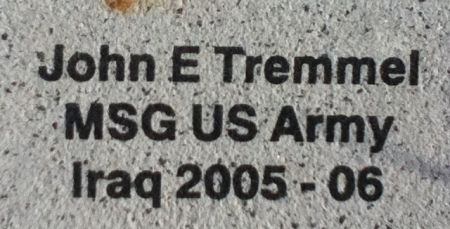 John E Tremmel
MSG US Army
Iraq 2005 - 06